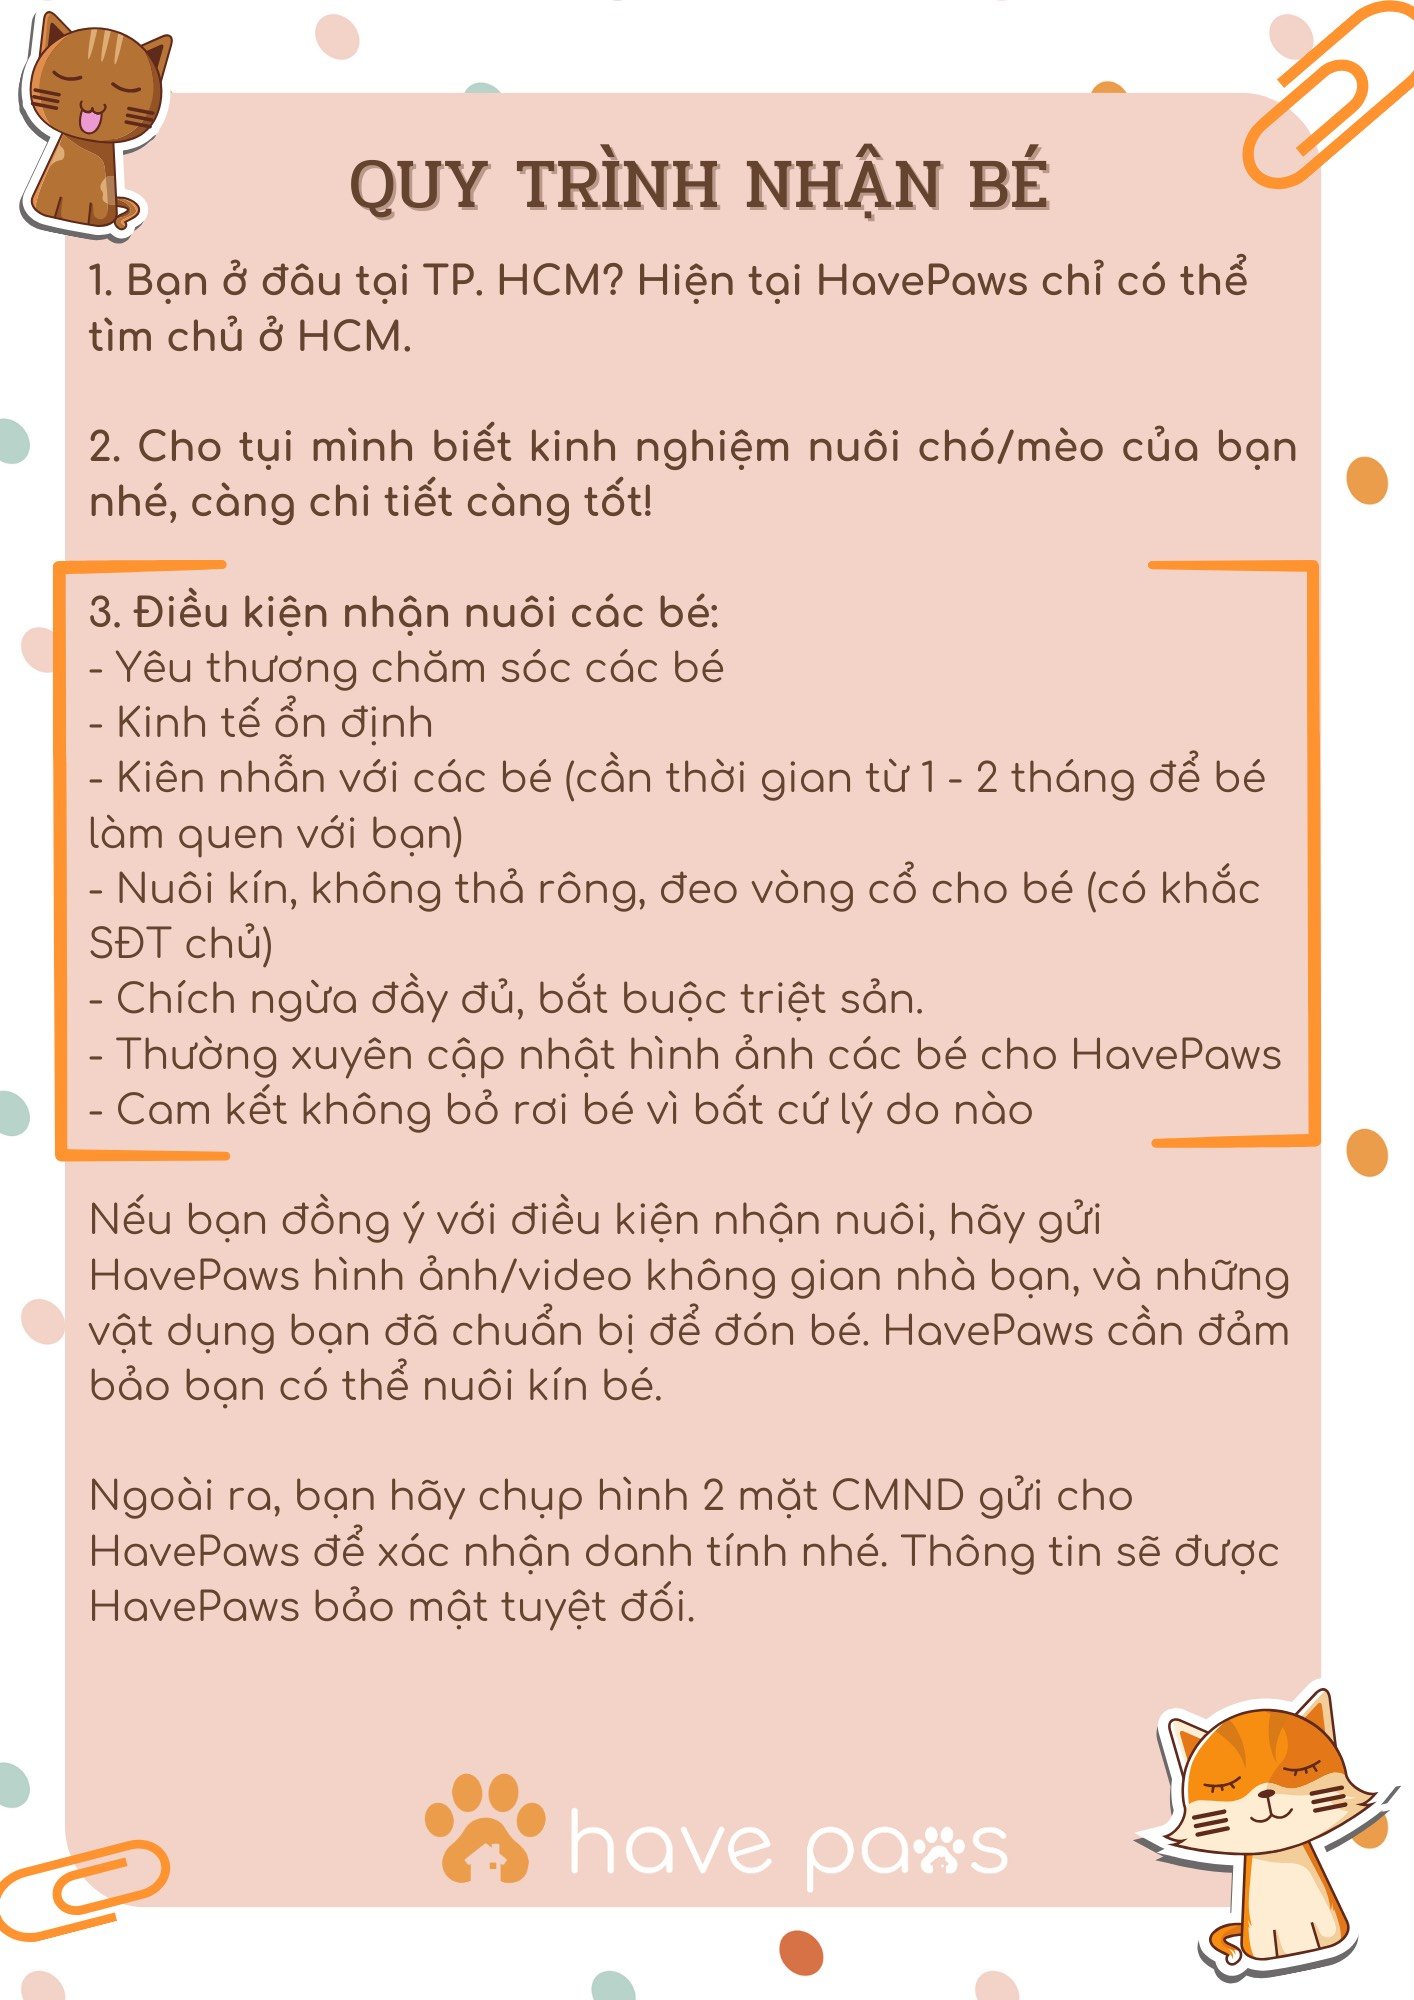 QUY TRÌNH NHẬN BÉ
1. Bạn ở đâu tại TP. HCM? Hiện tại HavePaws chỉ có thể
tìm chủ ở HCM.
2. Cho tụi mình biết kinh nghiệm nuôi chó/mèo của bạn
nhé, càng chi tiết càng tốt!
3. Điều kiện nhận nuôi các bé:
- Yêu thương chăm sóc các bé
- Kinh tế ổn định
- Kiên nhẫn với các bé (cần thời gian từ 1 - 2 tháng để bé
làm quen với bạn)
- Nuôi kín, không thả rông, đeo vòng cổ cho bé (có khắc
SĐT chủ)
- Chích ngừa đầy đủ, bắt buộc triệt sản.
- Thường xuyên cập nhật hình ảnh các bé cho HavePaws
- Cam kết không bỏ rơi bé vì bất cứ lý do nào
Nếu bạn đồng ý với điều kiện nhận nuôi, hãy gửi
HavePaws hình ảnh/video không gian nhà bạn, và những
vật dụng bạn đã chuẩn bị để đón bé. HavePaws cần đảm
bảo bạn có thể nuôi kín bé.
Ngoài ra, bạn hãy chụp hình 2 mặt CMND gửi cho
HavePaws để xác nhận danh tính nhé. Thông tin sẽ được
HavePaws bảo mật tuyệt đối.
have paws